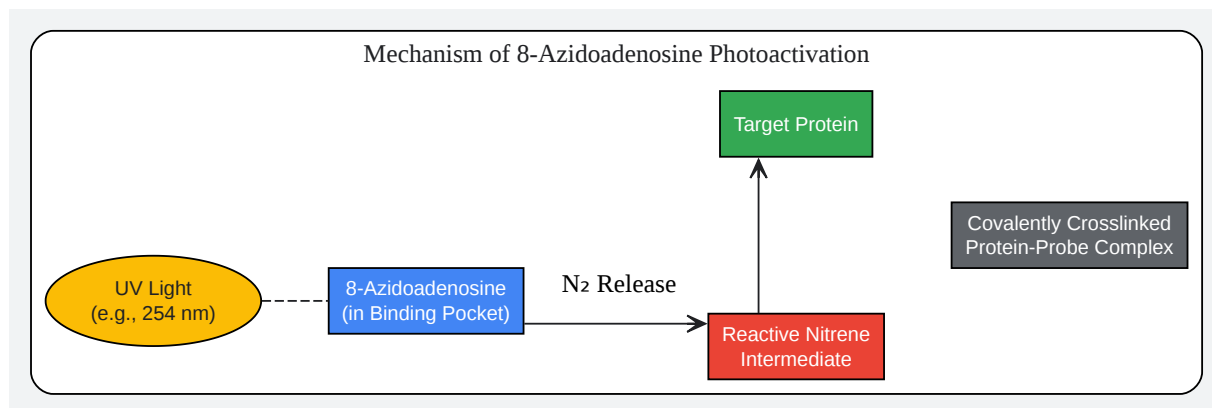 Mechanism of 8-Azidoadenosine Photoactivation
Target Protein
Covalently Crosslinked
Protein-Probe Complex
UV Light
(e.g., 254 nm)
8-Azidoadenosine
(in Binding Pocket)
N₂ Release
Reactive Nitrene
Intermediate